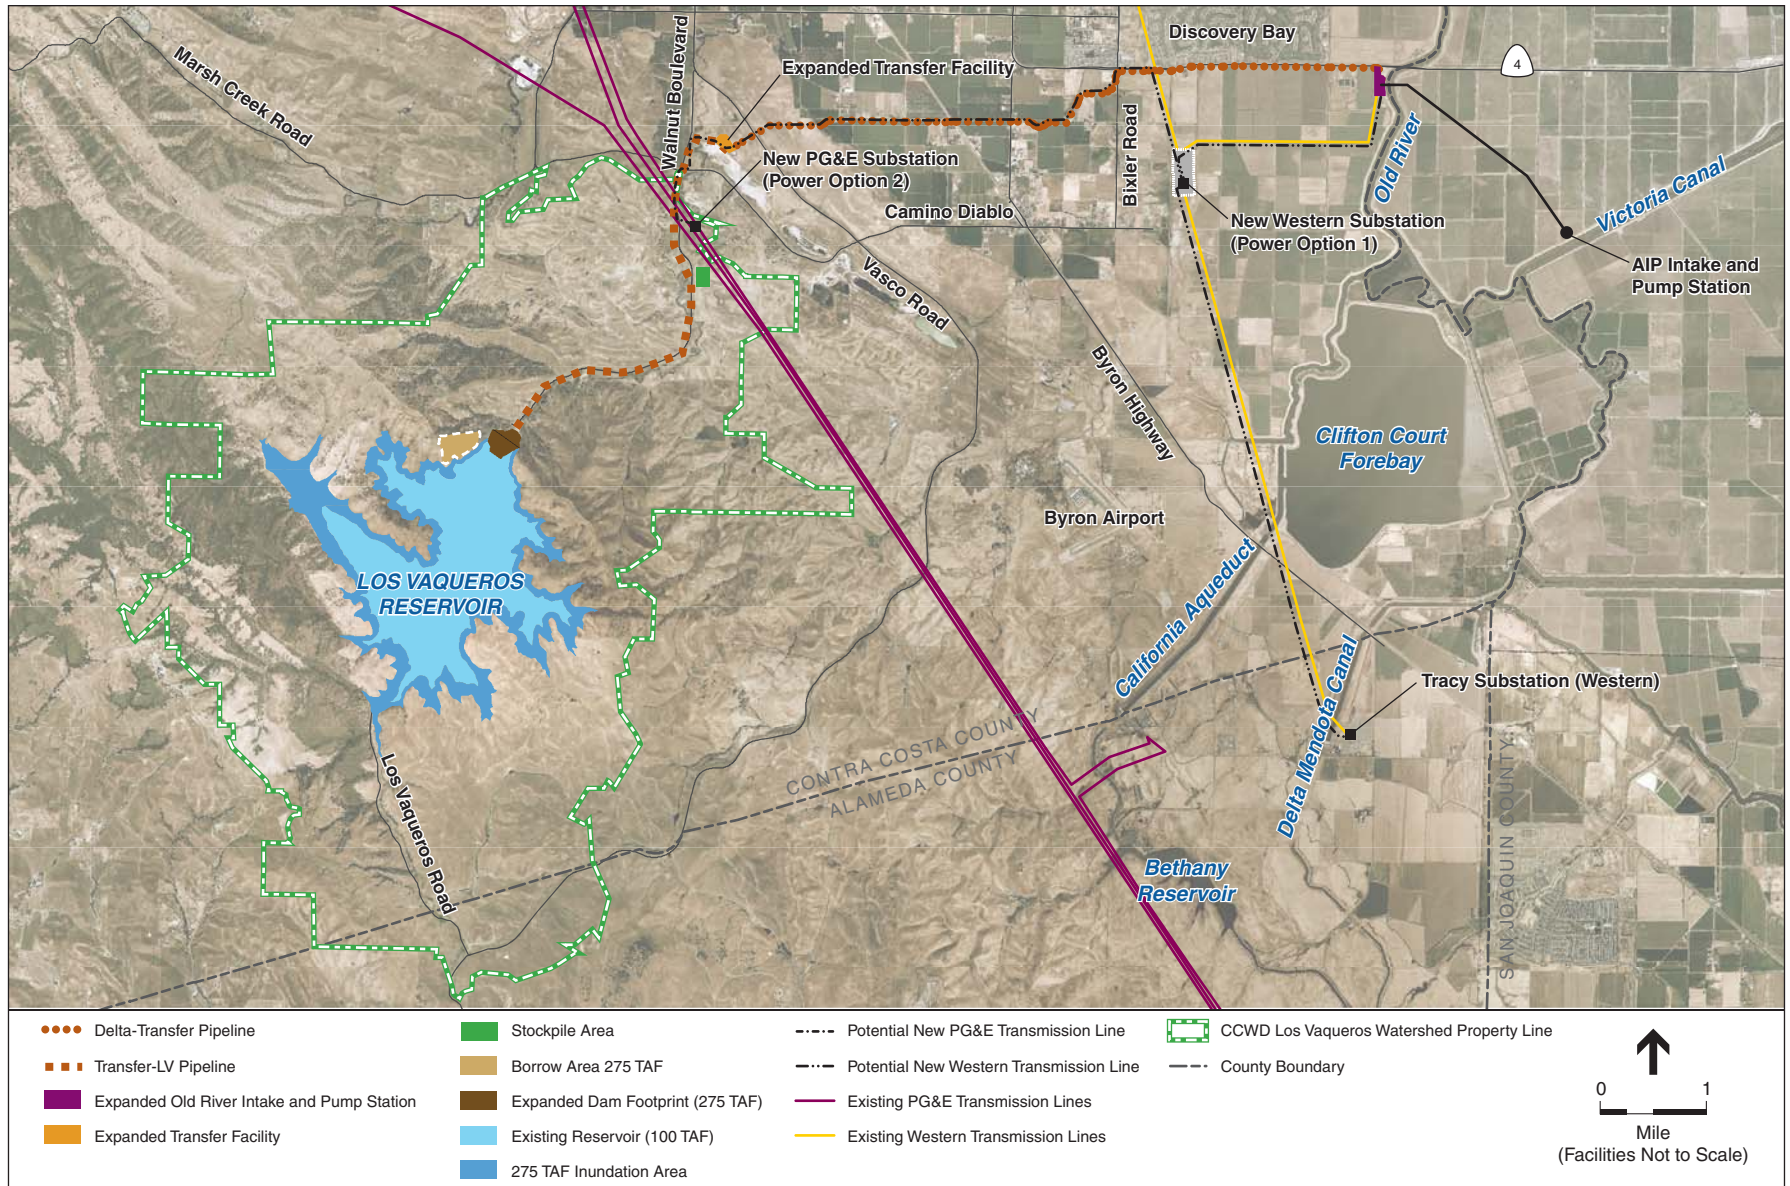 Discovery Bay
Marsh Creek Road
Walnut Boulevard
Expanded Transfer Facility
4
New PG&E Substation
(Power Option 2)
Bixler Road
Old River
Victoria Canal
Camino Diablo
New Western Substation
(Power Option 1)
AIP Intake and
Pump Station
Vasco Road
Byron Highway
Clifton Court
Forebay
Byron Airport
LOS VAQUEROS
RESERVOIR
California Aqueduct
Delta Mendota Canal
Tracy Substation (Western)
CONTRA COSTA COUNTY
ALAMEDA COUNTY
SAN JOAQUIN COUNTY
Los Vaqueros Road
Bethany
Reservoir
Delta-Transfer Pipeline
Transfer-LV Pipeline
Expanded Old River Intake and Pump Station
Expanded Transfer Facility
Stockpile Area
Borrow Area 275 TAF
Expanded Dam Footprint (275 TAF)
Existing Reservoir (100 TAF)
275 TAF Inundation Area
Potential New PG&E Transmission Line
Potential New Western Transmission Line
Existing PG&E Transmission Lines
Existing Western Transmission Lines
CCWD Los Vaqueros Watershed Property Line
County Boundary
0 1
Mile
(Facilities Not to Scale)